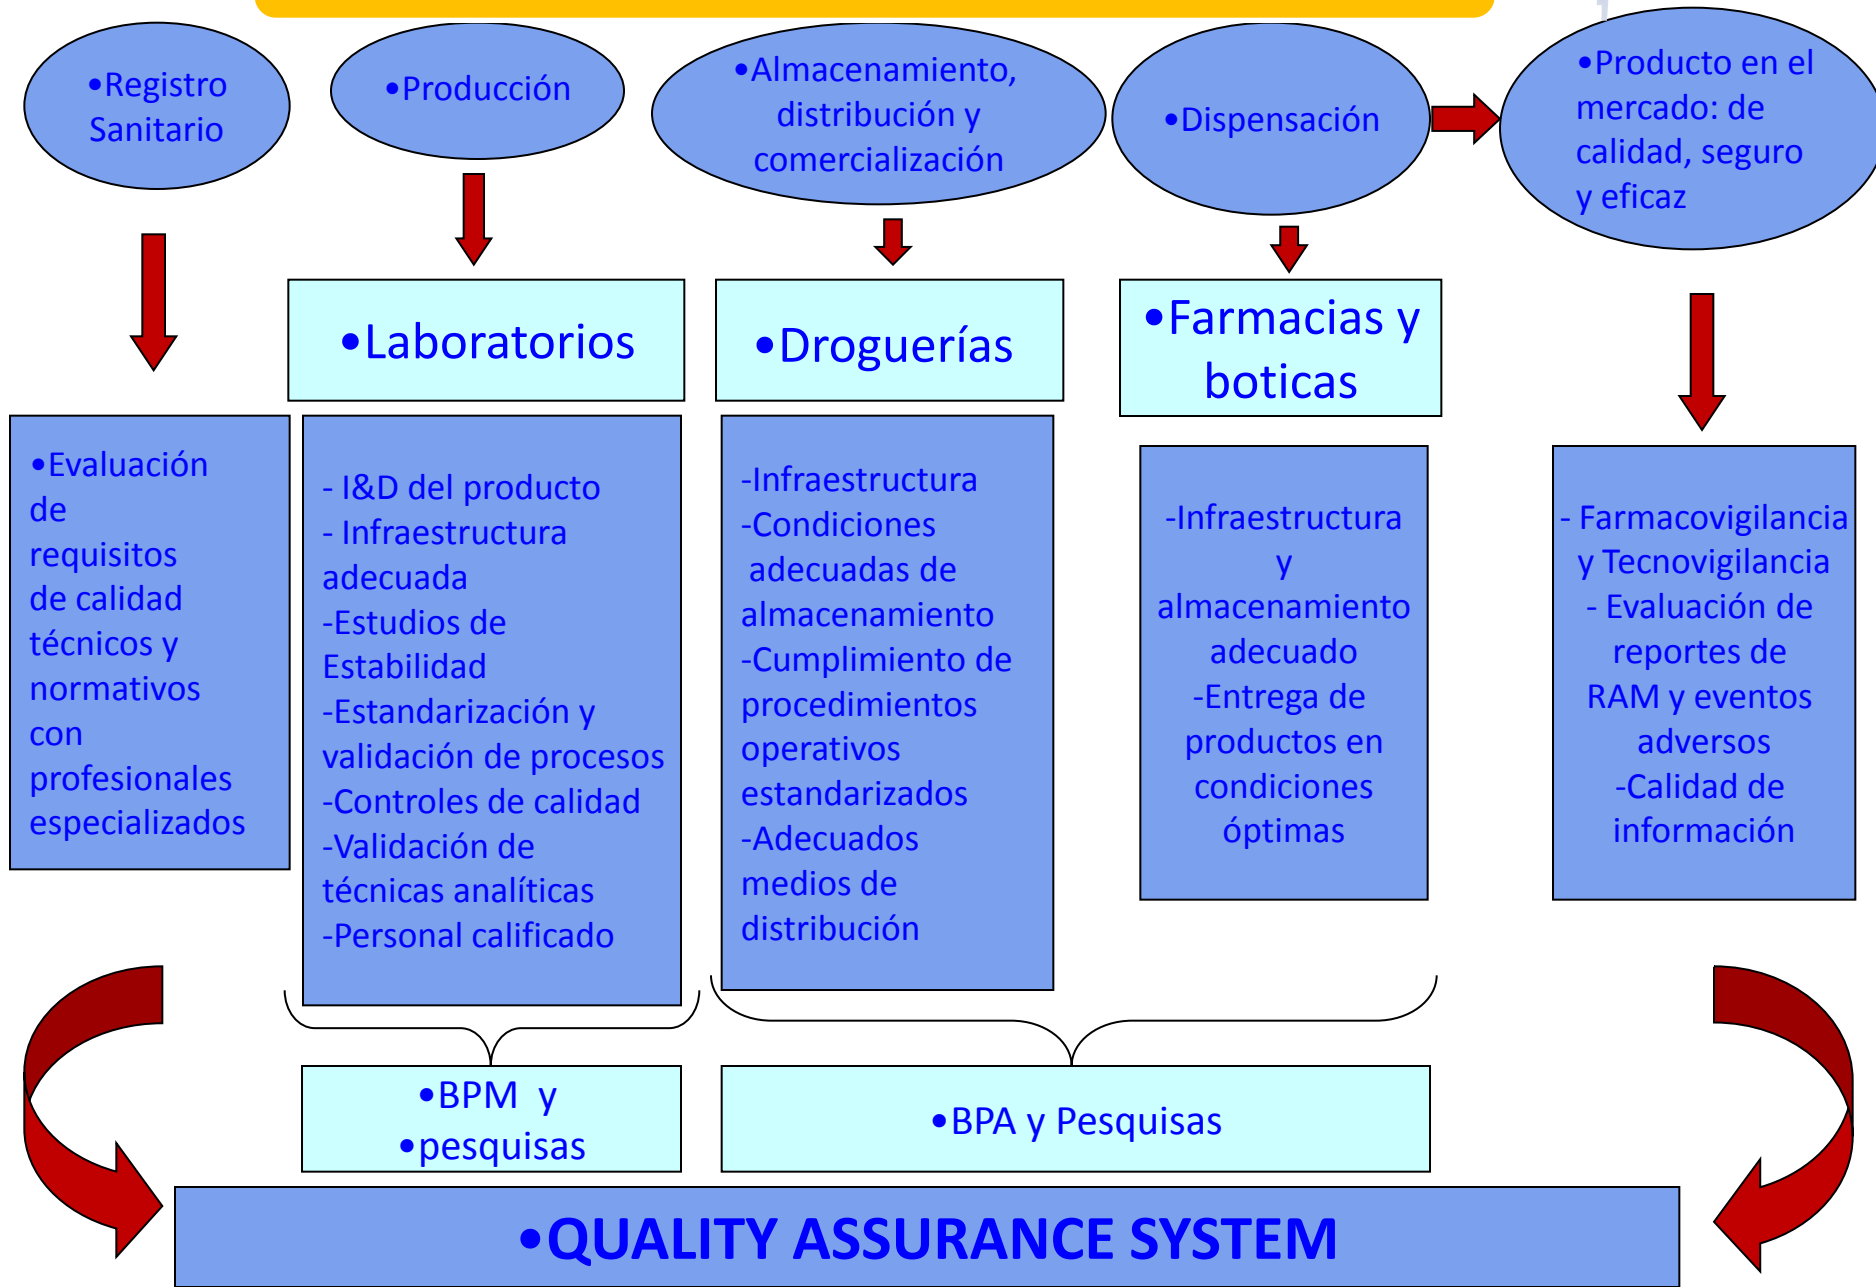 •Registro
Sanitario
•Producción
•Almacenamiento,
distribución y
comercialización
•Dispensación
•Producto en el
mercado: de
calidad, seguro
y eficaz
•Laboratorios
•Droguerías
•Farmacias y
boticas
•Evaluación
de
requisitos
de calidad
técnicos y
normativos
con
profesionales
especializados
- I&D del producto
- Infraestructura
adecuada
-Estudios de
Estabilidad
-Estandarización y
validación de procesos
-Controles de calidad
-Validación de
técnicas analíticas
-Personal calificado
-Infraestructura
-Condiciones
adecuadas de
almacenamiento
-Cumplimiento de
procedimientos
operativos
estandarizados
-Adecuados
medios de
distribución
-Infraestructura
y
almacenamiento
adecuado
-Entrega de
productos en
condiciones
óptimas
- Farmacovigilancia
y Tecnovigilancia
- Evaluación de
reportes de
RAM y eventos
adversos
-Calidad de
información
•BPM y
•pesquisas
•BPA y Pesquisas
•QUALITY ASSURANCE SYSTEM